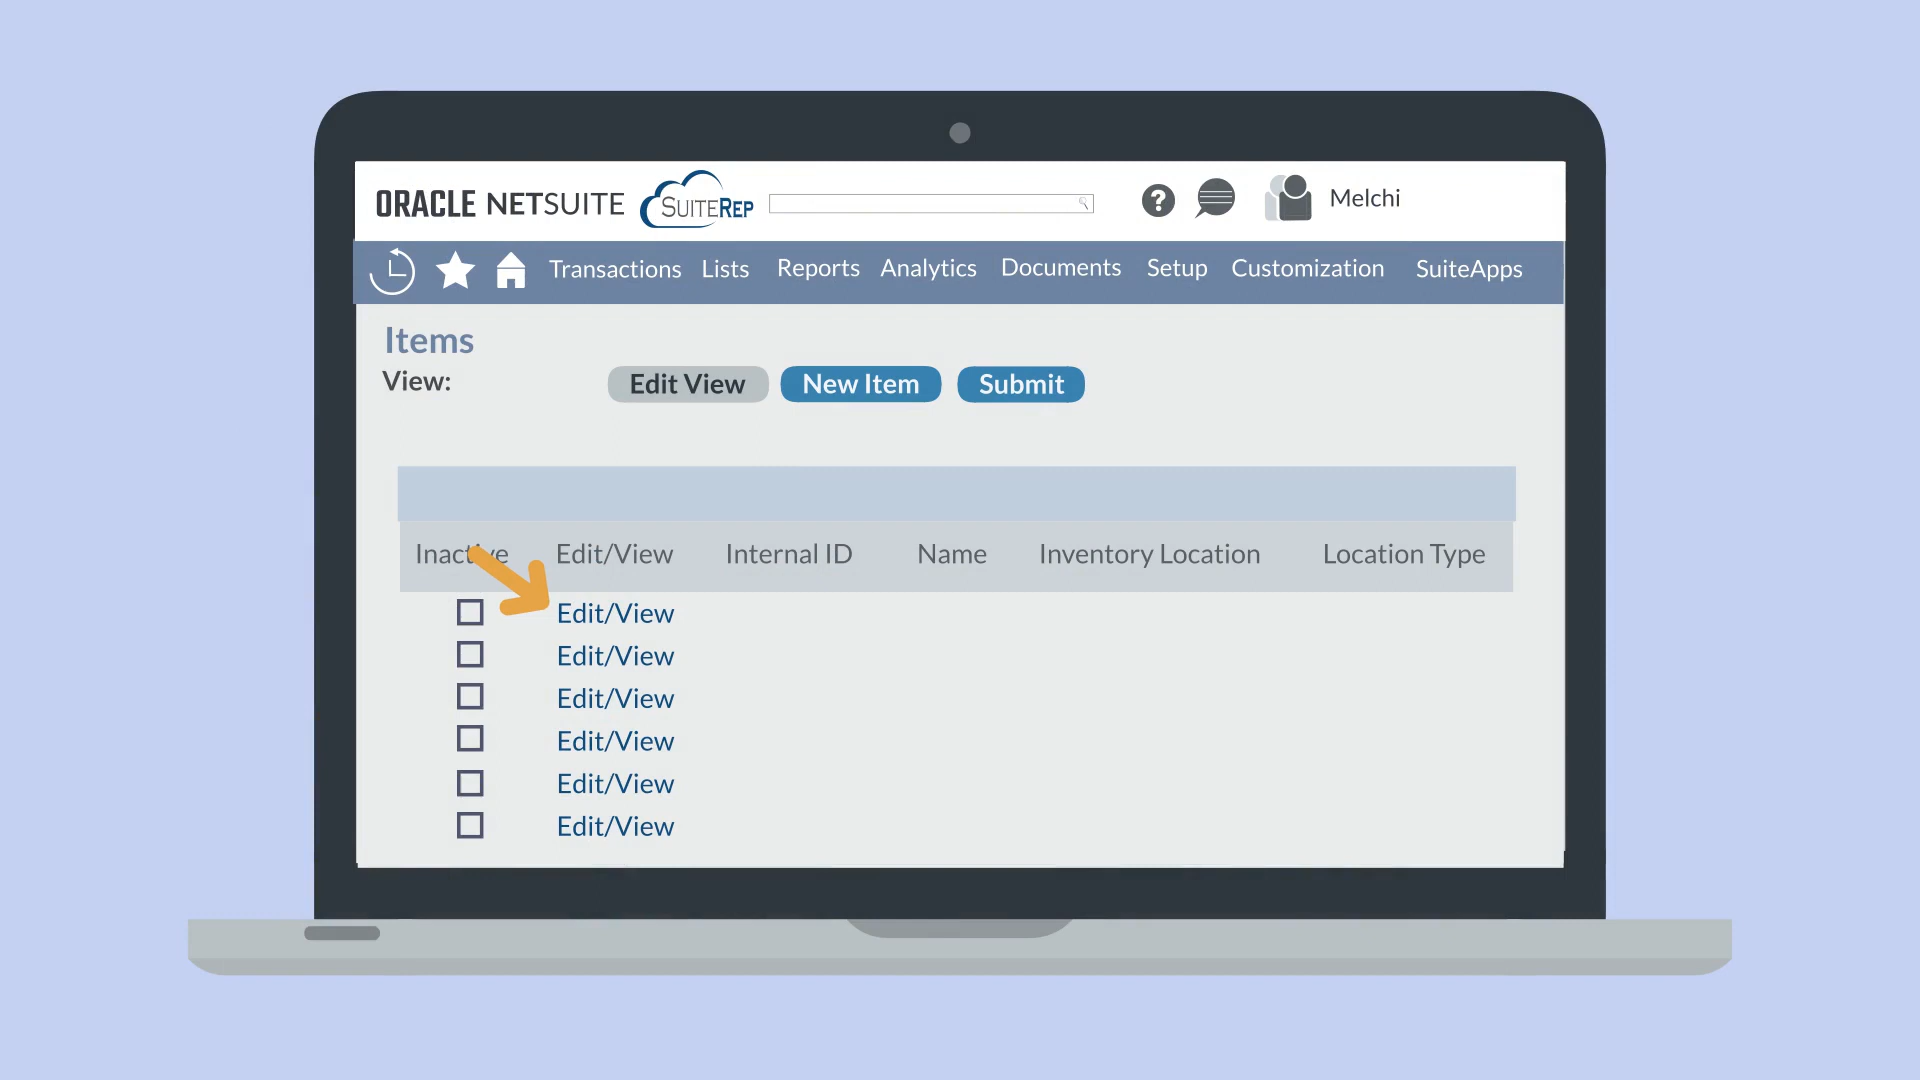 ORACLE NETSUITE SUITEREP ? Melchi
Transactions Lists Reports Analytics Documents Setup Customization SuiteApps
Items
View: Edit View New Item Submit
Inactive Edit/View Internal ID Name Inventory Location Location Type
Edit/View
Edit/View
Edit/View
Edit/View
Edit/View
Edit/View